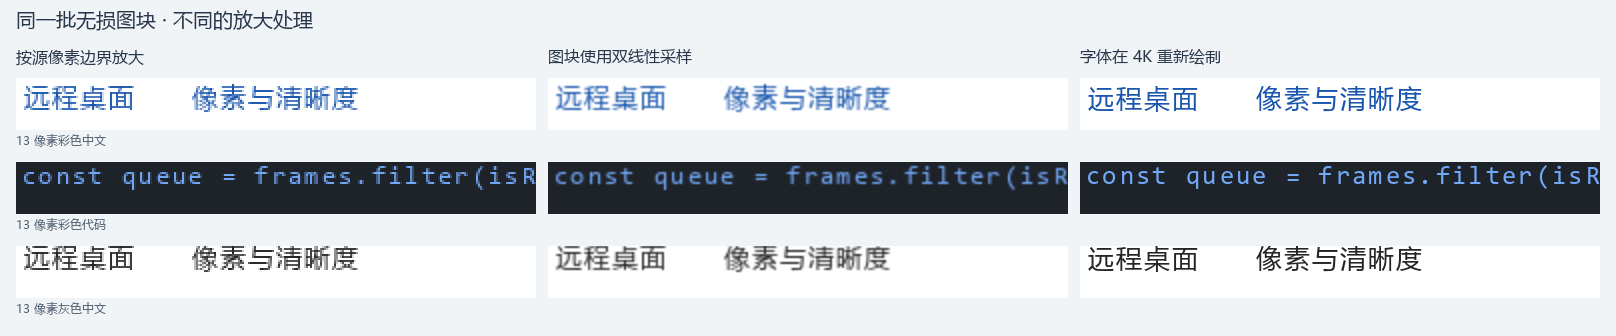 同一批无损图块 · 不同的放大处理
按源像素边界放大
图块使用双线性采样
字体在 4K 重新绘制
远程桌面 像素与清晰度
远程桌面 像素与清晰度
远程桌面 像素与清晰度
13 像素彩色中文
const queue = frames.filter(isR
const queue = frames.filter(isR
const queue = frames.filter(isR
13 像素彩色代码
远程桌面 像素与清晰度
远程桌面 像素与清晰度
远程桌面 像素与清晰度
13 像素灰色中文